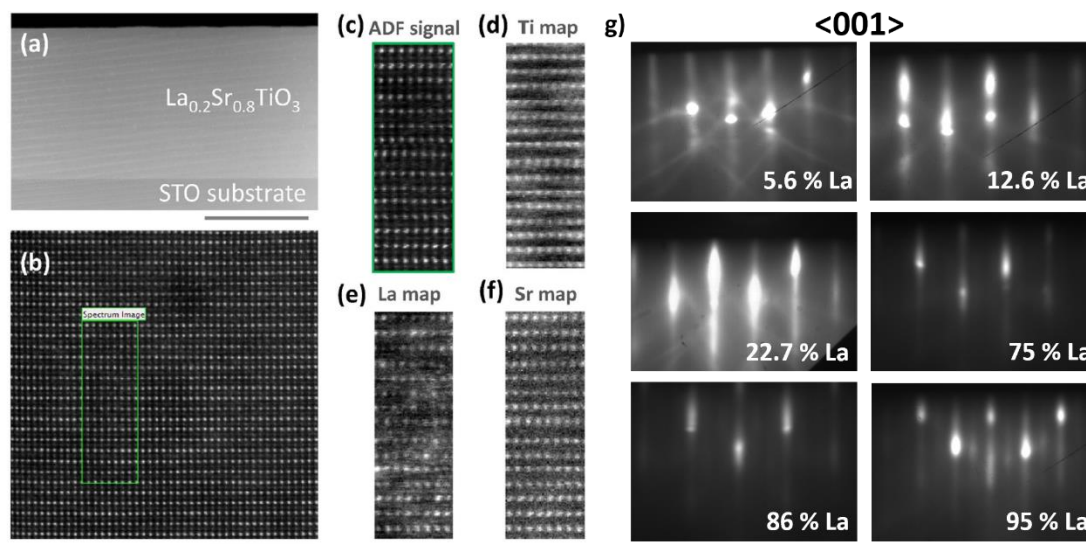 (a)
La0.2Sr0.8TiO3
STO substrate
(b)
Spectrum Image
(c) ADF signal
(d) Ti map
(e) La map
(f) Sr map
g) <001>
5.6 % La
12.6 % La
22.7 % La
75 % La
86 % La
95 % La